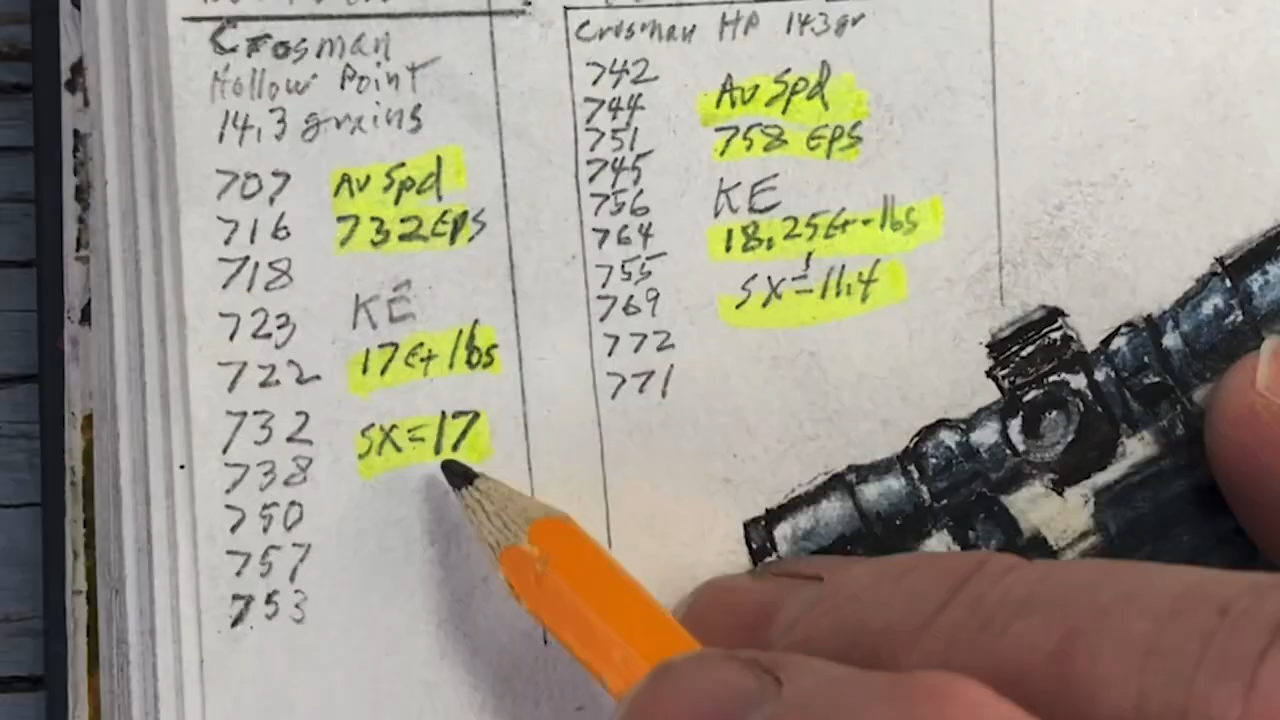 Crosman
Hollow Point
14.3 grains
707
716
718
723
722
732
738
750
757
753
Av Spd
732 FPS
KE
17 Ft lbs
SX=17
Crosman HP 14.3 gr
742
744
751
745
756
764
755
769
772
771
Av Spd
758 FPS
KE
18.25 Ft-lbs
SX=11.4